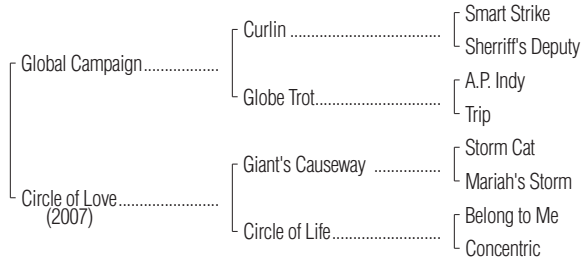 Smart Strike
Curlin ....................................
Sherriff's Deputy
Global Campaign..................
A.P. Indy
Globe Trot..............................
Trip
Storm Cat
Giant's Causeway ................
Mariah's Storm
Circle of Love........................
(2007)
Belong to Me
Circle of Life..........................
Concentric